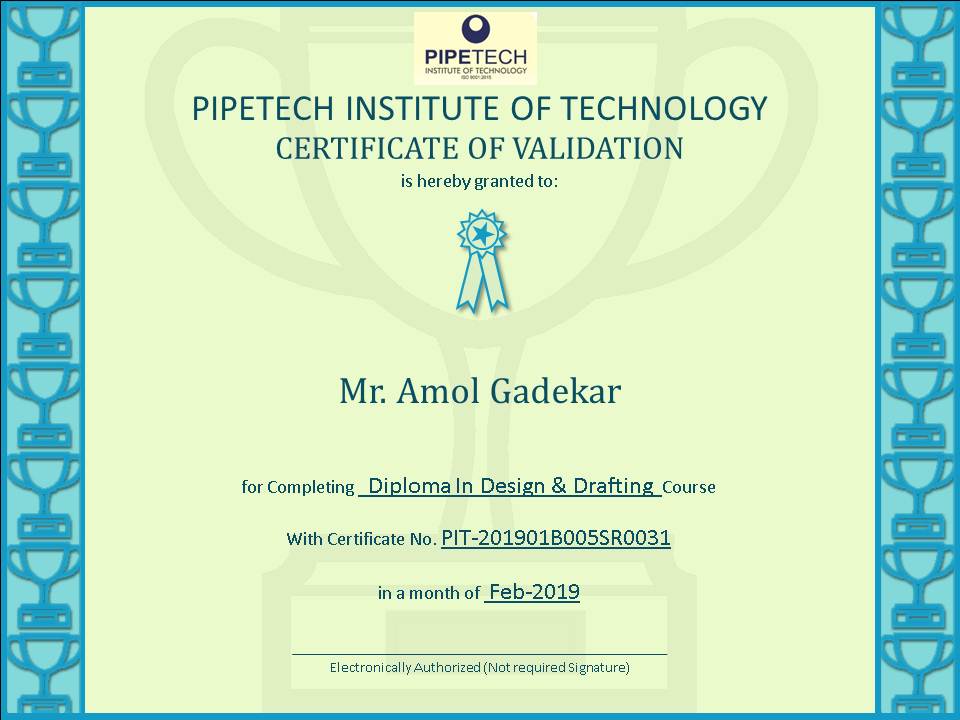 PIPETECH
INSTITUTE OF TECHNOLOGY
ISO 9001:2015
PIPETECH INSTITUTE OF TECHNOLOGY
CERTIFICATE OF VALIDATION
is hereby granted to:
Mr. Amol Gadekar
for Completing Diploma In Design & Drafting Course
With Certificate No. PIT-201901B005SR0031
in a month of Feb-2019
Electronically Authorized (Not required Signature)